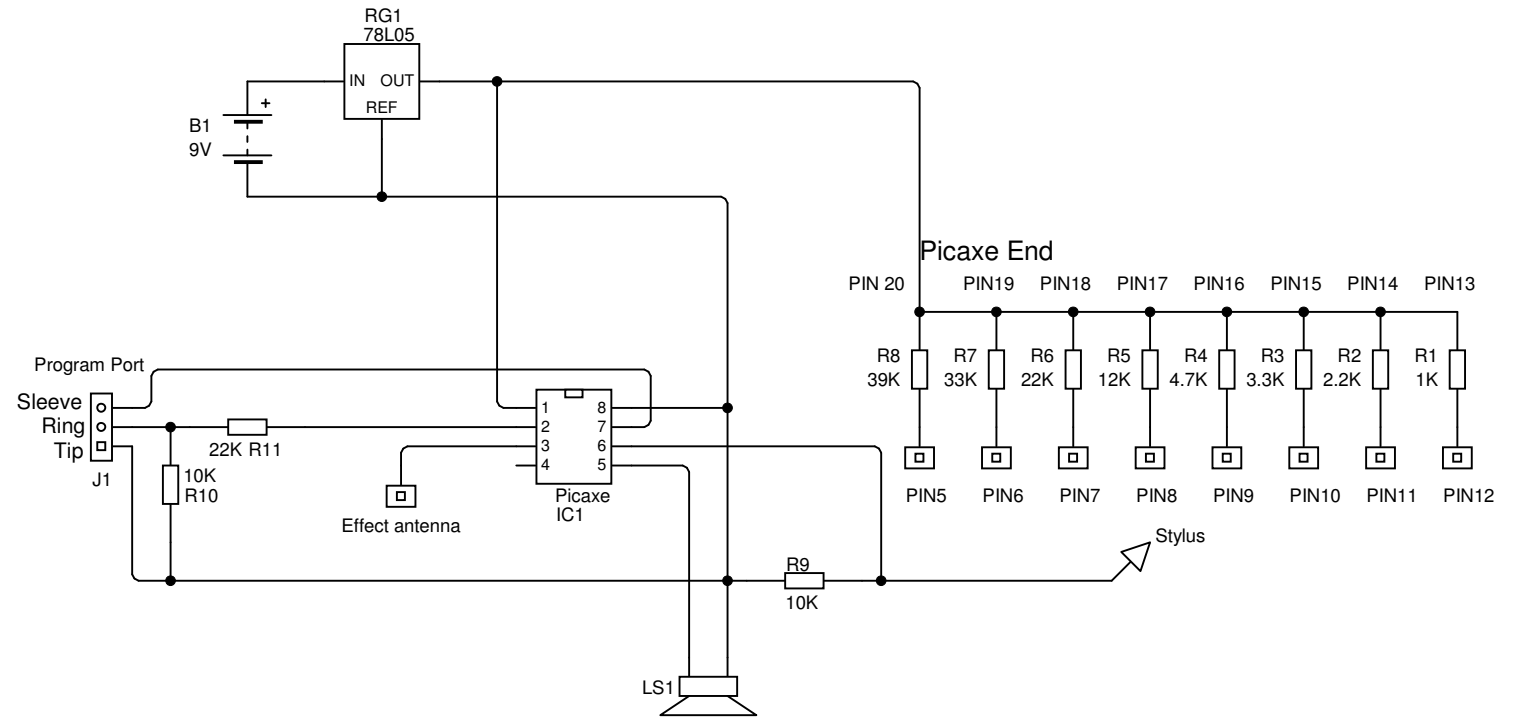 RG1
78L05
IN OUT
REF
+
B1
9V
Picaxe End
PIN 20 PIN19 PIN18 PIN17 PIN16 PIN15 PIN14 PIN13
R8 R7 R6 R5 R4 R3 R2 R1
39K 33K 22K 12K 4.7K 3.3K 2.2K 1K
PIN5 PIN6 PIN7 PIN8 PIN9 PIN10 PIN11 PIN12
Program Port
Sleeve
Ring
Tip
J1
22K R11
10K
R10
Effect antenna
1 8
2 7
3 6
4 5
Picaxe
IC1
R9
10K
Stylus
LS1